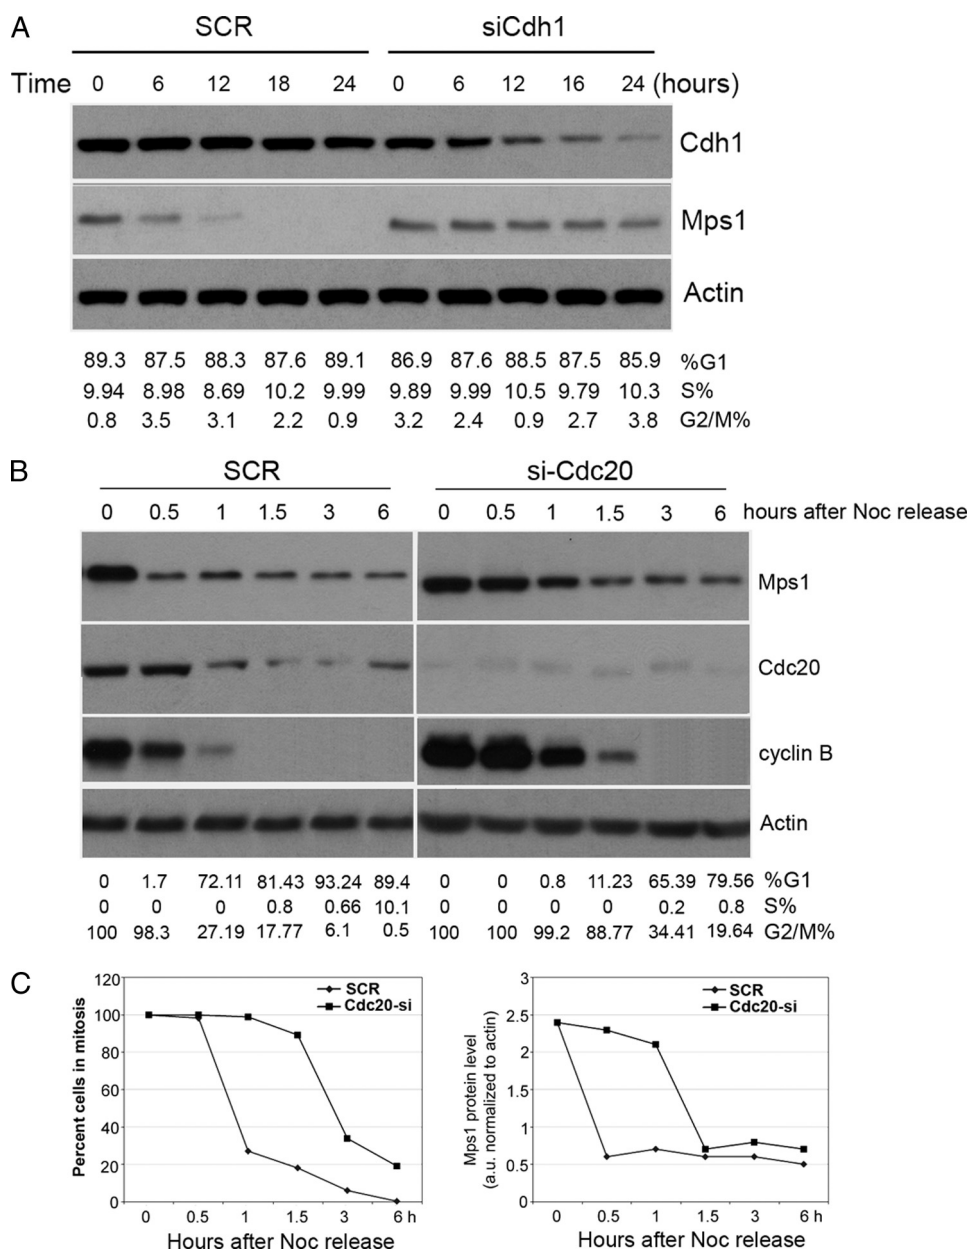 A
SCR siCdh1
Time 0 6 12 18 24 0 6 12 16 24 (hours)
Cdh1
Mps1
Actin
89.3 87.5 88.3 87.6 89.1 86.9 87.6 88.5 87.5 85.9 %G1
9.94 8.98 8.69 10.2 9.99 9.89 9.99 10.5 9.79 10.3 S%
0.8 3.5 3.1 2.2 0.9 3.2 2.4 0.9 2.7 3.8 G2/M%
B
SCR si-Cdc20
0 0.5 1 1.5 3 6 0 0.5 1 1.5 3 6 hours after Noc release
Mps1
Cdc20
cyclin B
Actin
0 1.7 72.11 81.43 93.24 89.4 0 0 0.8 11.23 65.39 79.56 %G1
0 0 0 0.8 0.66 10.1 0 0 0 0 0.2 0.8 S%
100 98.3 27.19 17.77 6.1 0.5 100 100 99.2 88.77 34.41 19.64 G2/M%
C
Percent cells in mitosis
120
100
80
60
40
20
0
SCR
Cdc20-si
0 0.5 1 1.5 3 6 h
Hours after Noc release
Mps1 protein level
(a.u. normalized to actin)
3
2.5
2
1.5
1
0.5
0
SCR
Cdc20-si
0 0.5 1 1.5 3 6 h
Hours after Noc release